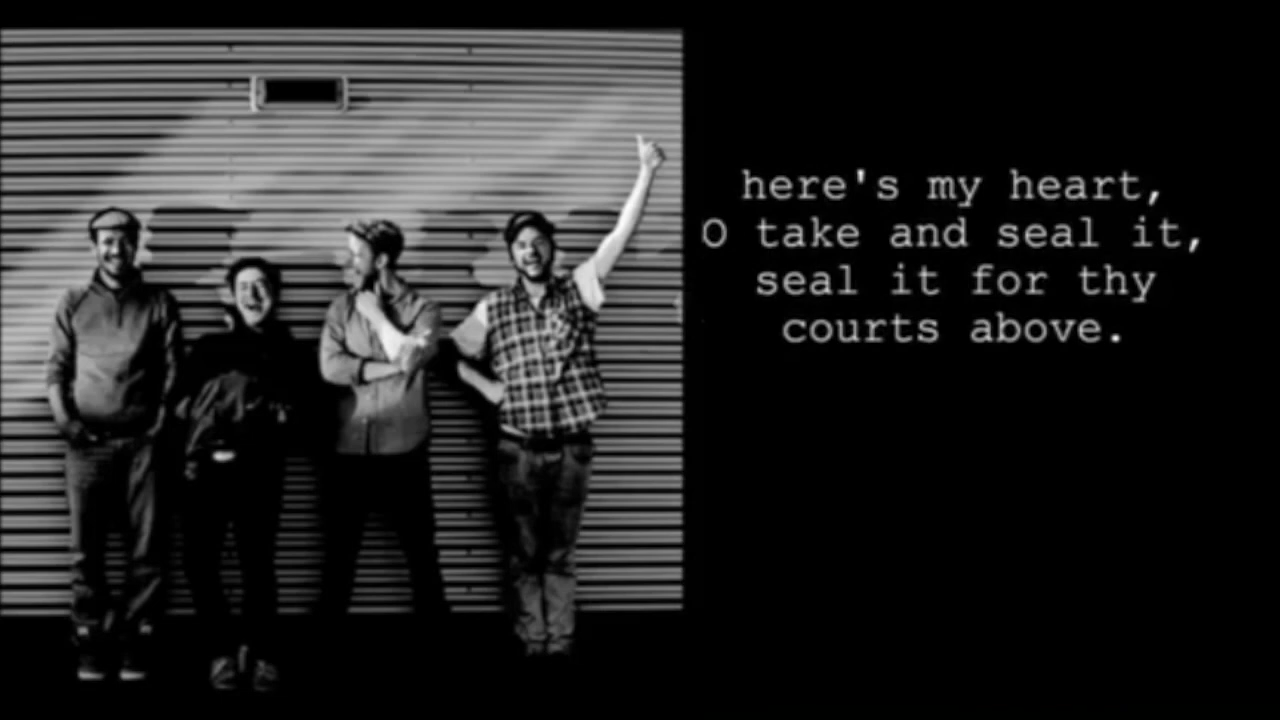 here's my heart,
O take and seal it,
seal it for thy
courts above.